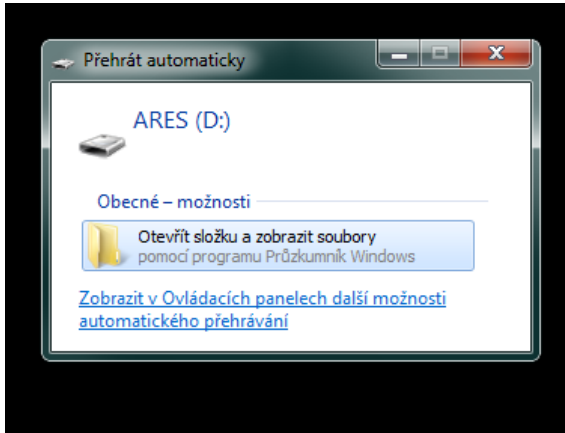 Přehrát automaticky
ARES (D:)
Obecné – možnosti
Otevřít složku a zobrazit soubory
pomocí programu Průzkumník Windows
Zobrazit v Ovládacích panelech další možnosti
automatického přehrávání